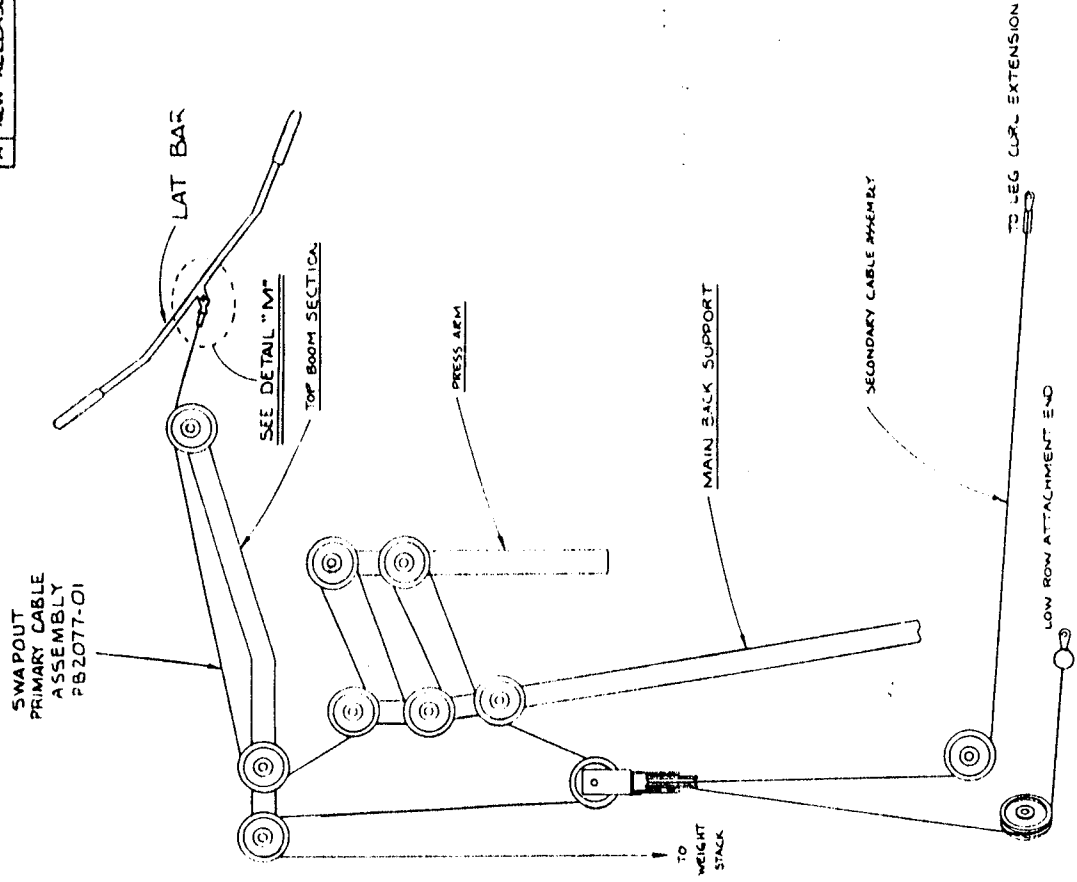 LAT BAR
SEE DETAIL "M"
TOP BOOM SECTION
SWAPOUT
PRIMARY CABLE
ASSEMBLY
PB2077-01
PRESS ARM
MAIN BACK SUPPORT
SECONDARY CABLE ASSEMBLY
TO LEG CURL EXTENSION
LOW ROW ATTACHMENT END
TO
WEIGHT
STACK